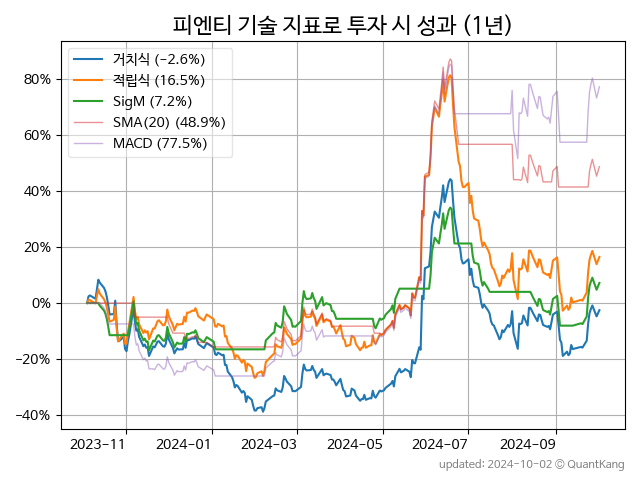 피엔티 기술 지표로 투자 시 성과 (1년)
거치식 (−2.6%)
적립식 (16.5%)
SigM (7.2%)
SMA(20) (48.9%)
MACD (77.5%)
80%
60%
40%
20%
0%
−20%
−40%
2023-11 2024-01 2024-03 2024-05 2024-07 2024-09
updated: 2024-10-02 © QuantKang